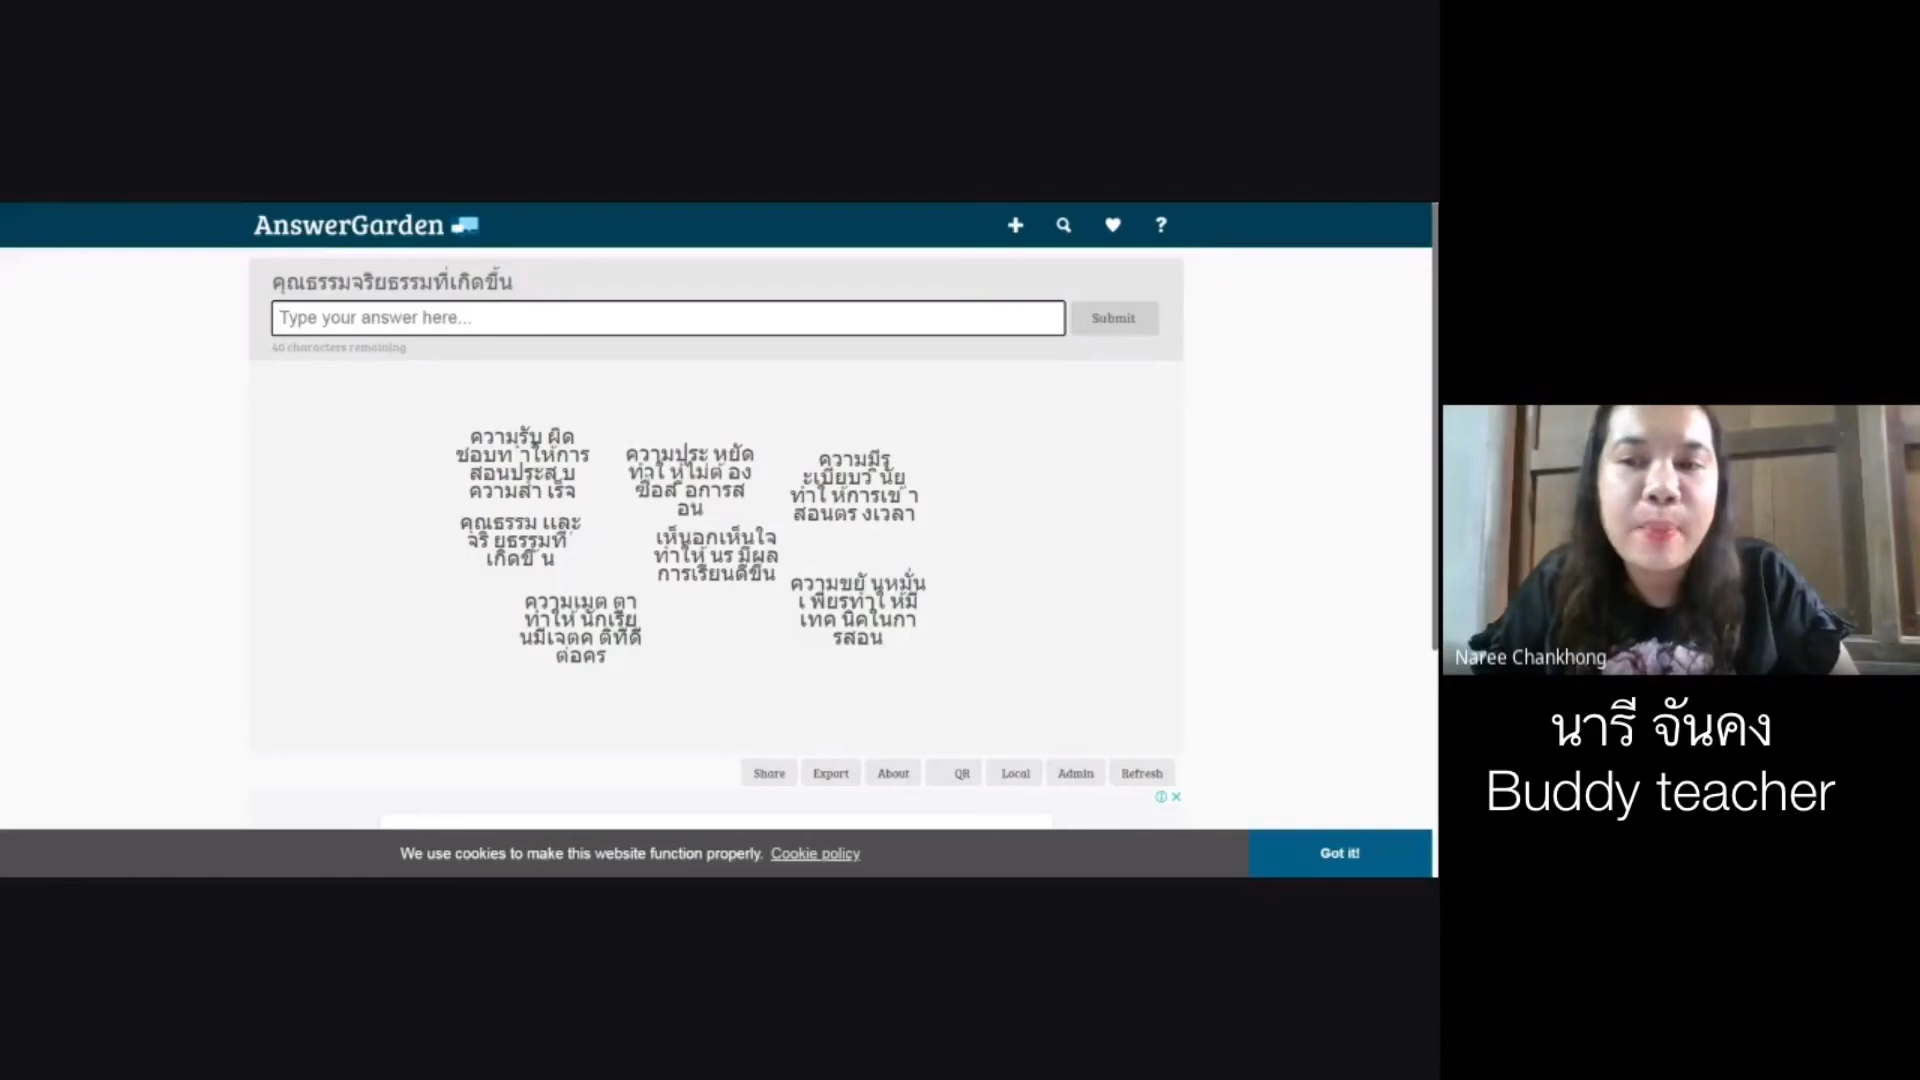 AnswerGarden
คุณธรรมจริยธรรมที่เกิดขึ้น
Type your answer here...
Submit
40 characters remaining
ความรับ ผิด
ชอบท ำให้การ
สอนประส บ
ความสำ เร็จ
ความประ หยัด
ทำใ ห้ไม่ต้ อง
ซื้อส ื่อการส
อน
ความมีร
ะเบียบว ินัย
ทำใ ห้การเข ้า
สอนตร งเวลา
คุณธรรม และ
จริ ยธรรมที่
เกิดขึ ้น
เห็นอกเห็นใจ
ทำให้ นร มีผล
การเรียนดีขึ้น
ความเมต ตา
ทำให้ นักเรีย
นมีเจตค ติที่ดี
ต่อคร
ความขยั นหมั่น
เ พียรทำใ ห้มี
เทค นิคในกา
รสอน
Share Export About QR Local Admin Refresh
We use cookies to make this website function properly. Cookie policy
Got it!
Naree Chankhong
นารี จันคง
Buddy teacher